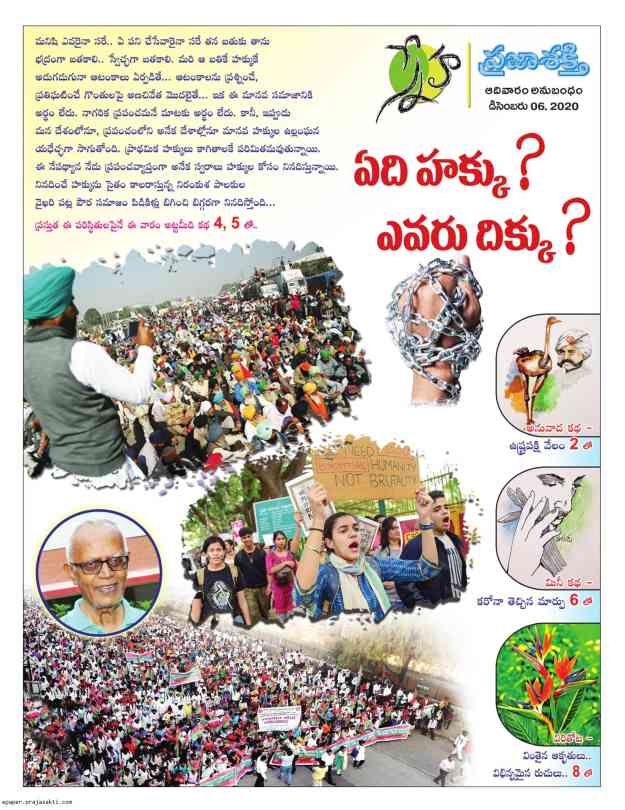 మనిషి ఎవరైనా సరే.. ఏ పని చేసేవారైనా సరే తన బతుకు తాను
భద్రంగా బతకాలి.. స్వేచ్ఛగా బతకాలి. మరి ఆ బతికే హక్కుకే
అడుగడుగునా ఆటంకాలు ఏర్పడితే... ఆటంకాలను ప్రశ్నించే,
ప్రతిఘటించే గొంతులపై అణచివేత మొదలైతే... ఇక ఈ మానవ సమాజానికి
అర్థం లేదు. నాగరిక ప్రపంచమనే మాటకు అర్థం లేదు. కానీ, ఇప్పుడు
మన దేశంలోనూ, ప్రపంచంలోని అనేక దేశాల్లోనూ మానవ హక్కుల ఉల్లంఘన
యథేచ్ఛగా సాగుతోంది. ప్రాథమిక హక్కులు కాగితాలకే పరిమితమవుతున్నాయి.
ఈ నేపథ్యాన నేడు ప్రపంచవ్యాప్తంగా అనేక స్వరాలు హక్కుల కోసం నినదిస్తున్నాయి.
నినదించే హక్కును సైతం కాలరాస్తున్న నిరంకుశ పాలకుల
వైఖరి పట్ల పౌర సమాజం పిడికిళ్లు బిగించి బిగ్గరగా నినదిస్తోంది...
ప్రస్తుత ఈ పరిస్థితులపైనే ఈ వారం అట్టమీది కథ 4, 5 లో..
స్నేహ
ప్రజాశక్తి
ఆదివారం అనుబంధం
డిసెంబరు 06, 2020
ఏది హక్కు?
ఎవరు దిక్కు?
అనువాద కథ -
ఉష్ట్రపక్షి వేలం 2 లో
NEED
HUMANITY
NOT BRUTALITY
మినీ కథ -
కరోనా తెచ్చిన మార్పు 6 లో
విరితోట -
వింతైన ఆకృతులు..
విభిన్నమైన రుచులు.. 8 లో
epaper.prajasakti.com